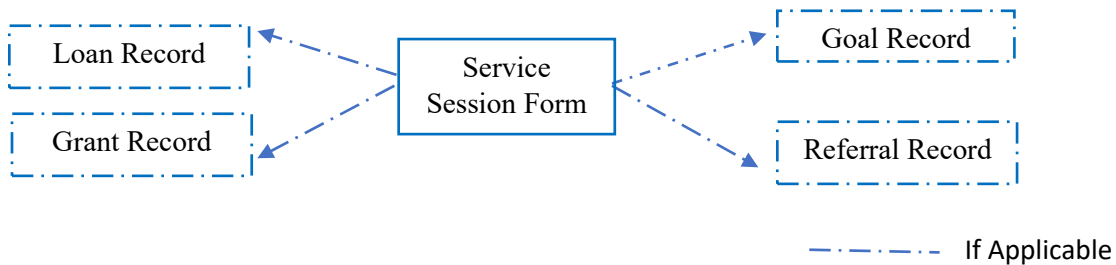 Loan Record
Grant Record
Service
Session Form
Goal Record
Referral Record
If Applicable